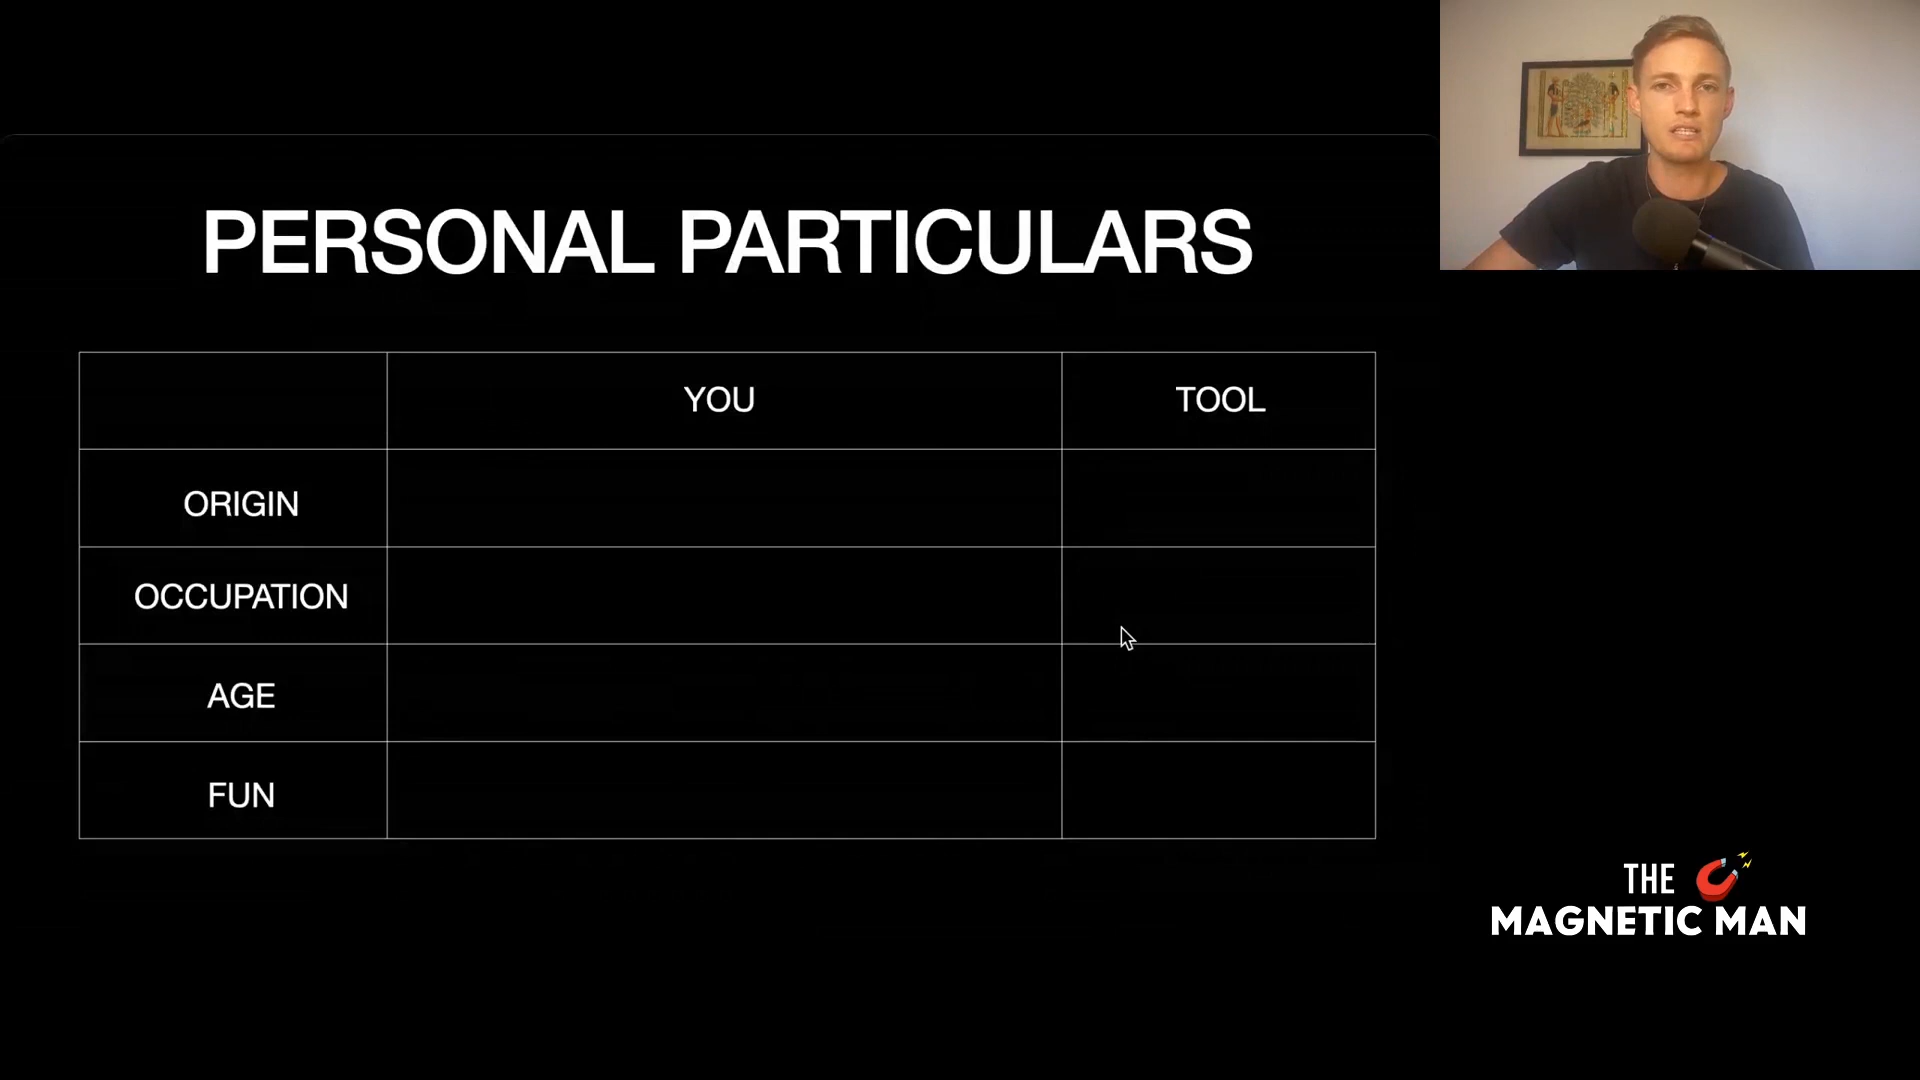 PERSONAL PARTICULARS
YOU
TOOL
ORIGIN
OCCUPATION
AGE
FUN
THE
MAGNETIC MAN